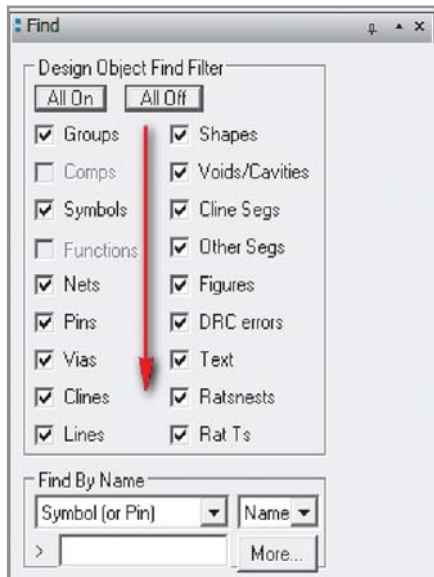 Find
Design Object Find Filter
All On All Off
Groups Shapes
Comps Voids/Cavities
Symbols Cline Segs
Functions Other Segs
Nets Figures
Pins DRC errors
Vias Text
Clines Ratsnests
Lines Rat Ts
Find By Name
Symbol (or Pin) Name
> More...